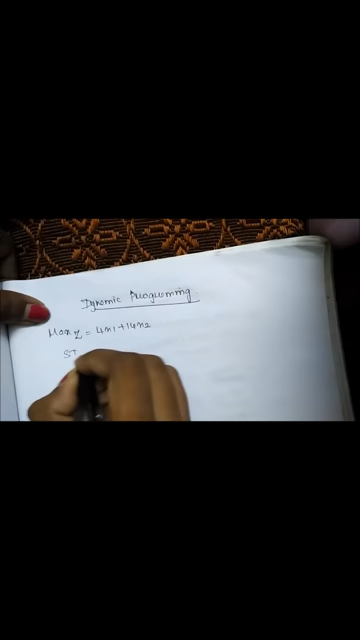 Dynamic Programming
Max Z = 4x1 + 14x2
ST